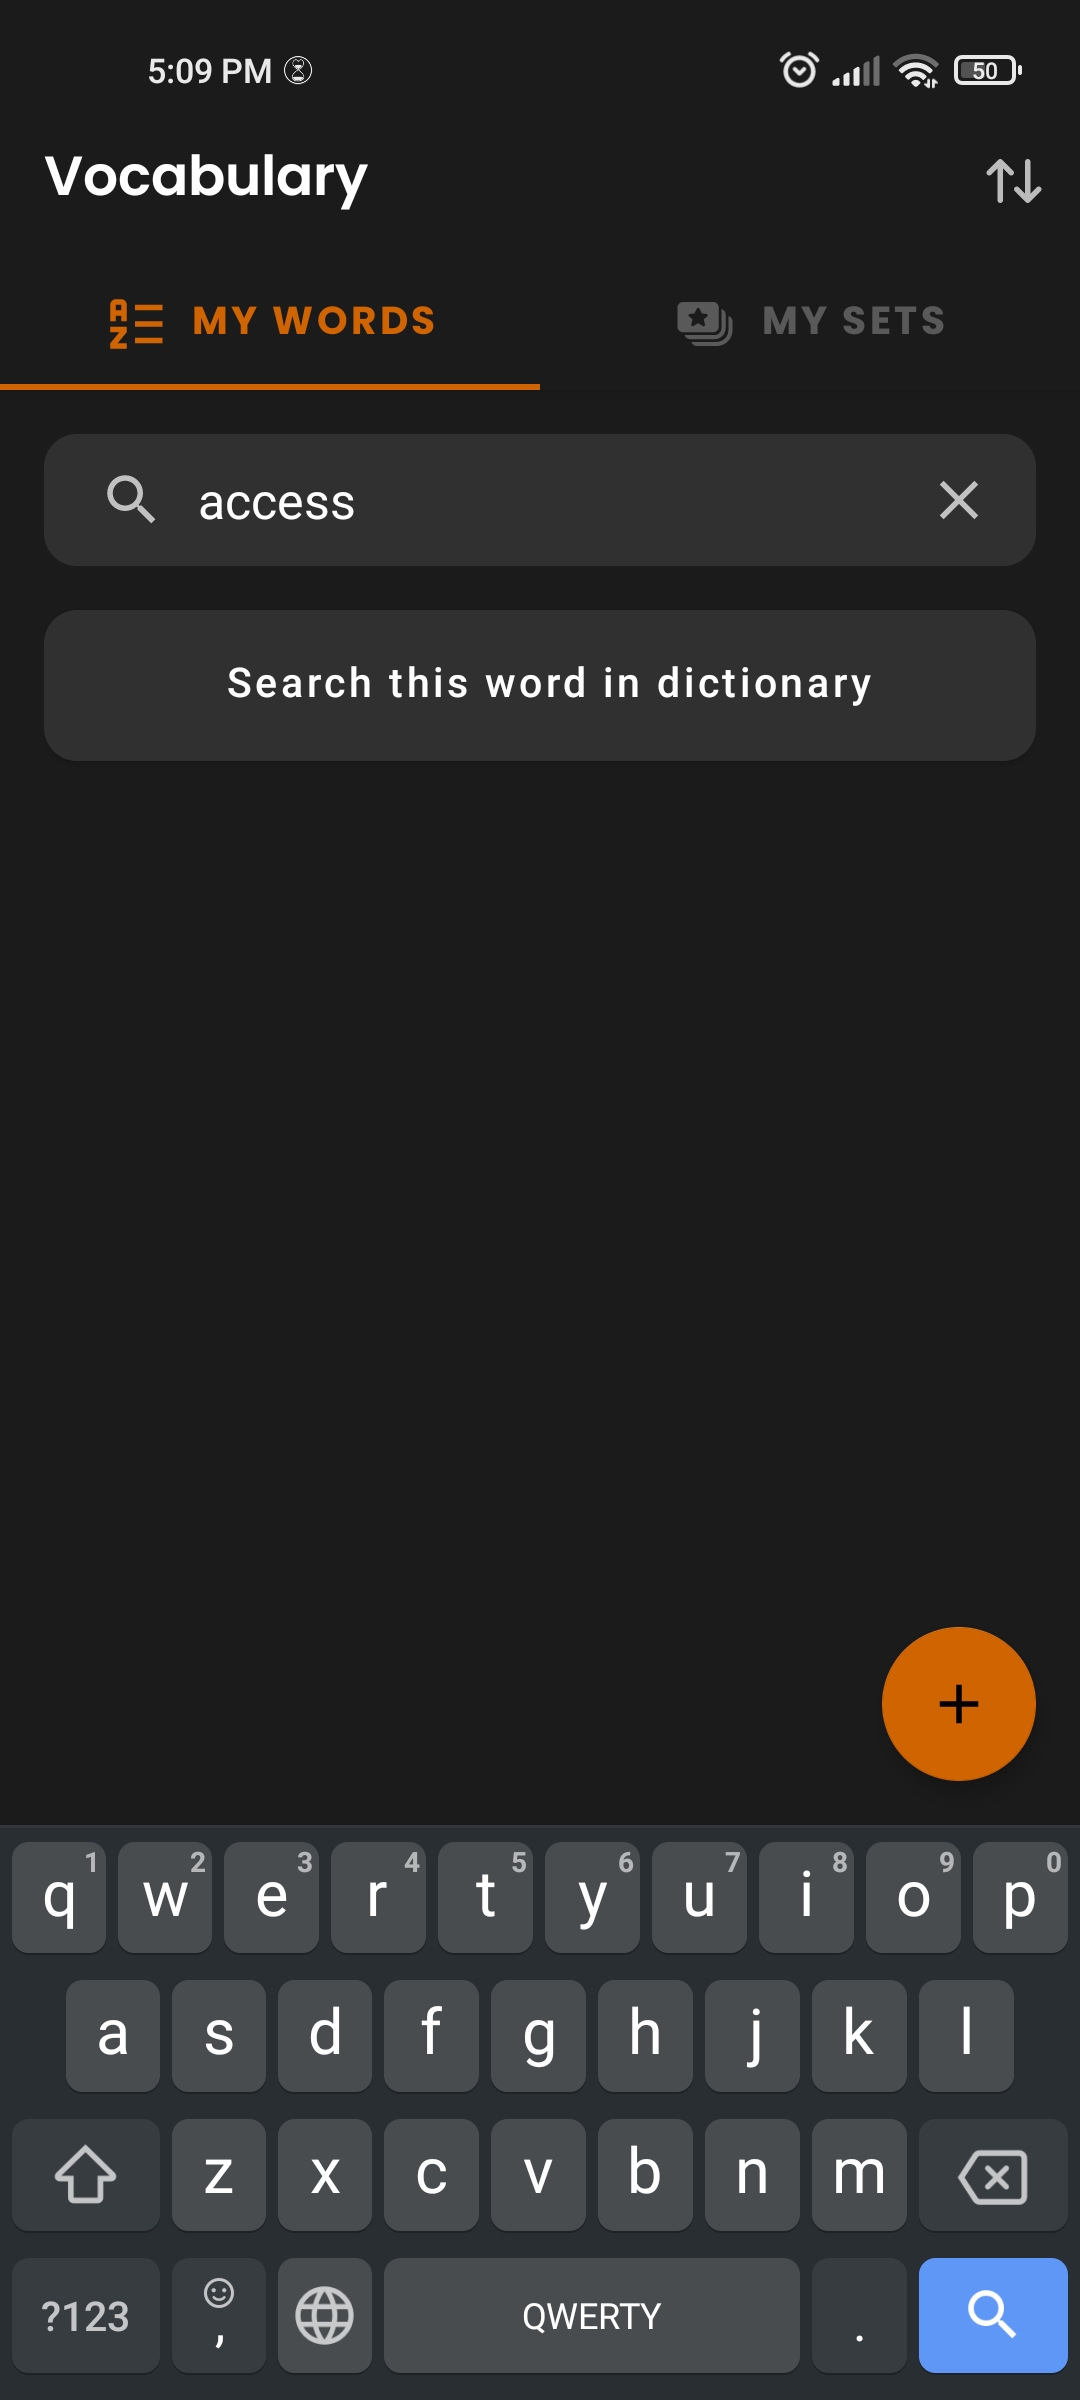 5:09 PM
50
Vocabulary
MY WORDS
MY SETS
access
Search this word in dictionary
+
q 1 w 2 e 3 r 4 t 5 y 6 u 7 i 8 o 9 p 0
a s d f g h j k l
z x c v b n m
?123 , QWERTY .